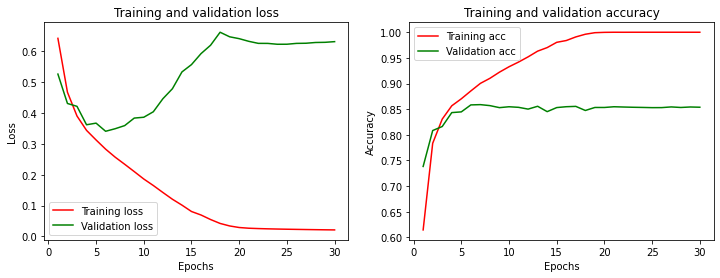 Training and validation loss
Loss
0.6
0.5
0.4
0.3
0.2
0.1
0.0
Training loss
Validation loss
0 5 10 15 20 25 30
Epochs
Training and validation accuracy
Accuracy
1.00
0.95
0.90
0.85
0.80
0.75
0.70
0.65
0.60
Training acc
Validation acc
0 5 10 15 20 25 30
Epochs